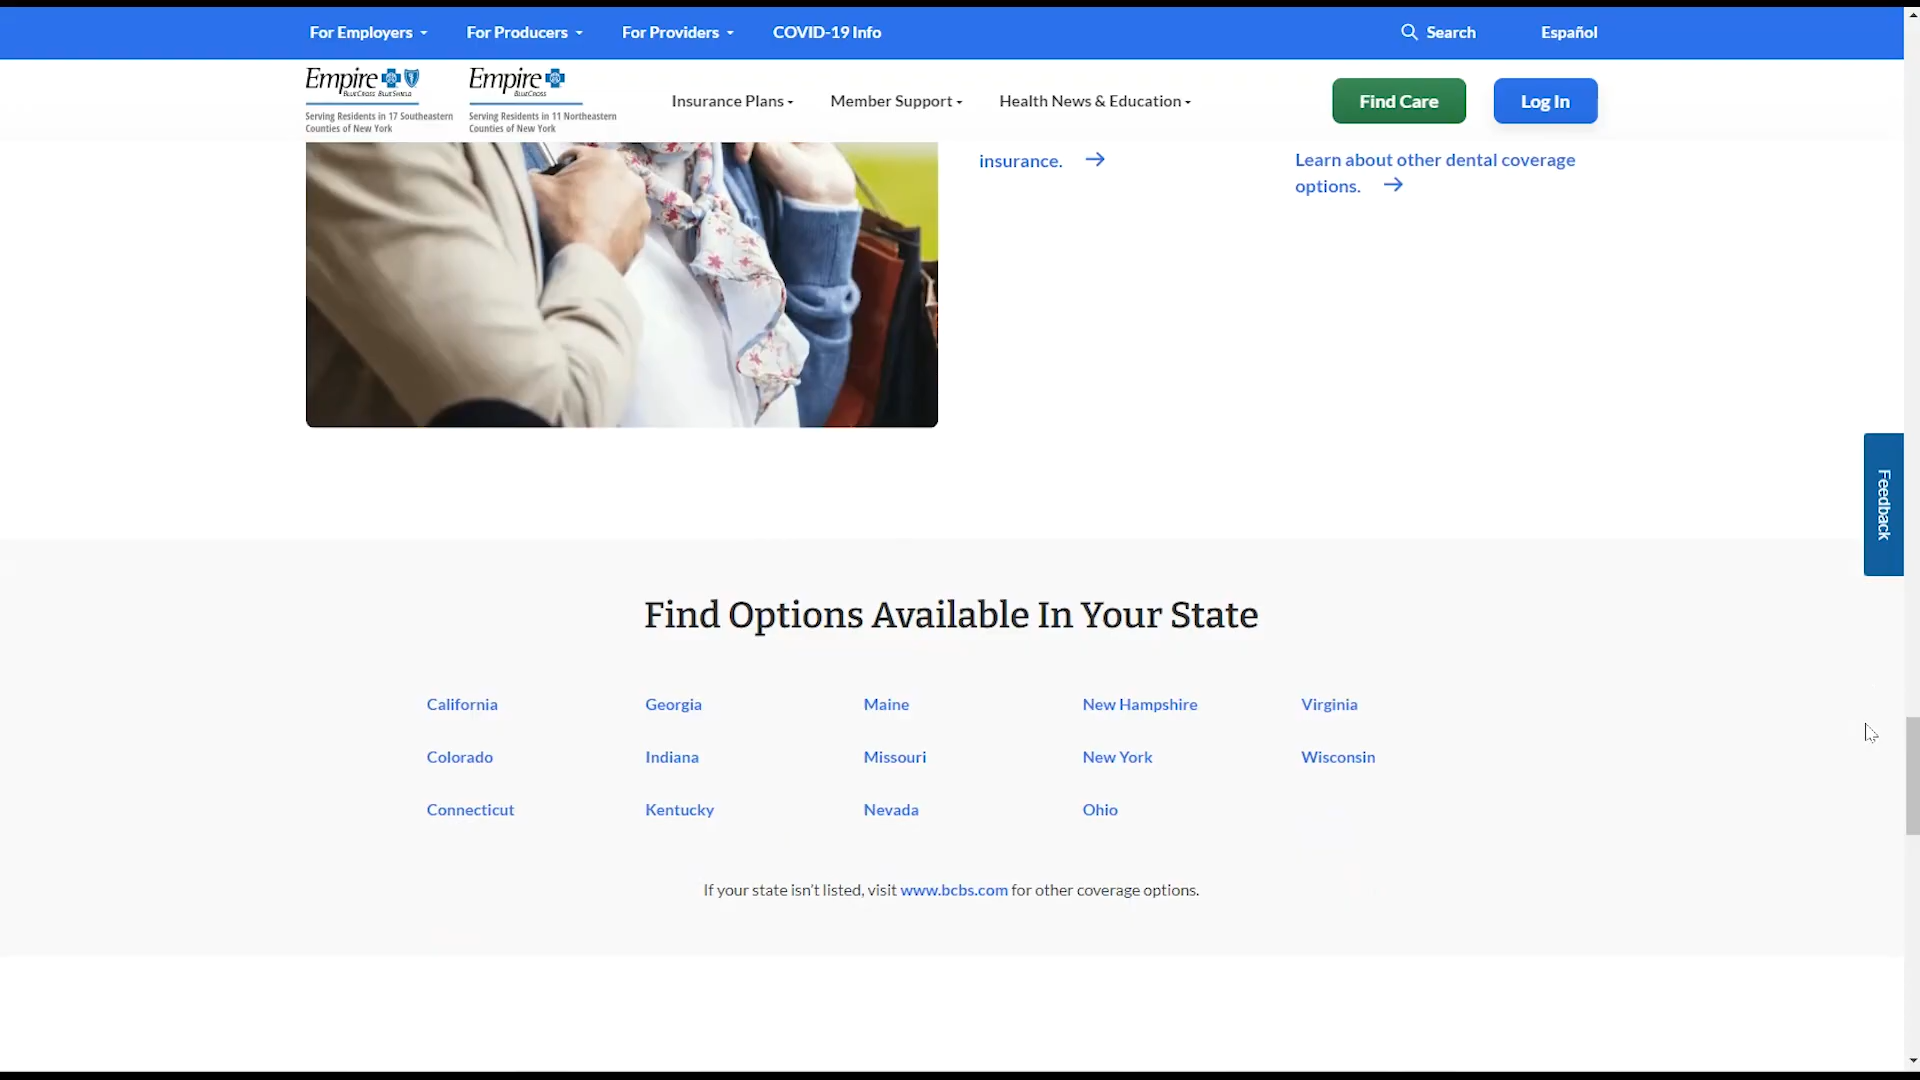 For Employers
For Producers
For Providers
COVID-19 Info
Search
Español
Empire
BLUECROSS BLUESHIELD
Serving Residents in 17 Southeastern
Counties of New York
Empire
BLUECROSS
Serving Residents in 11 Northeastern
Counties of New York
Insurance Plans
Member Support
Health News & Education
Find Care
Log In
insurance.
Learn about other dental coverage
options.
Feedback
Find Options Available In Your State
California Georgia Maine New Hampshire Virginia
Colorado Indiana Missouri New York Wisconsin
Connecticut Kentucky Nevada Ohio
If your state isn't listed, visit www.bcbs.com for other coverage options.